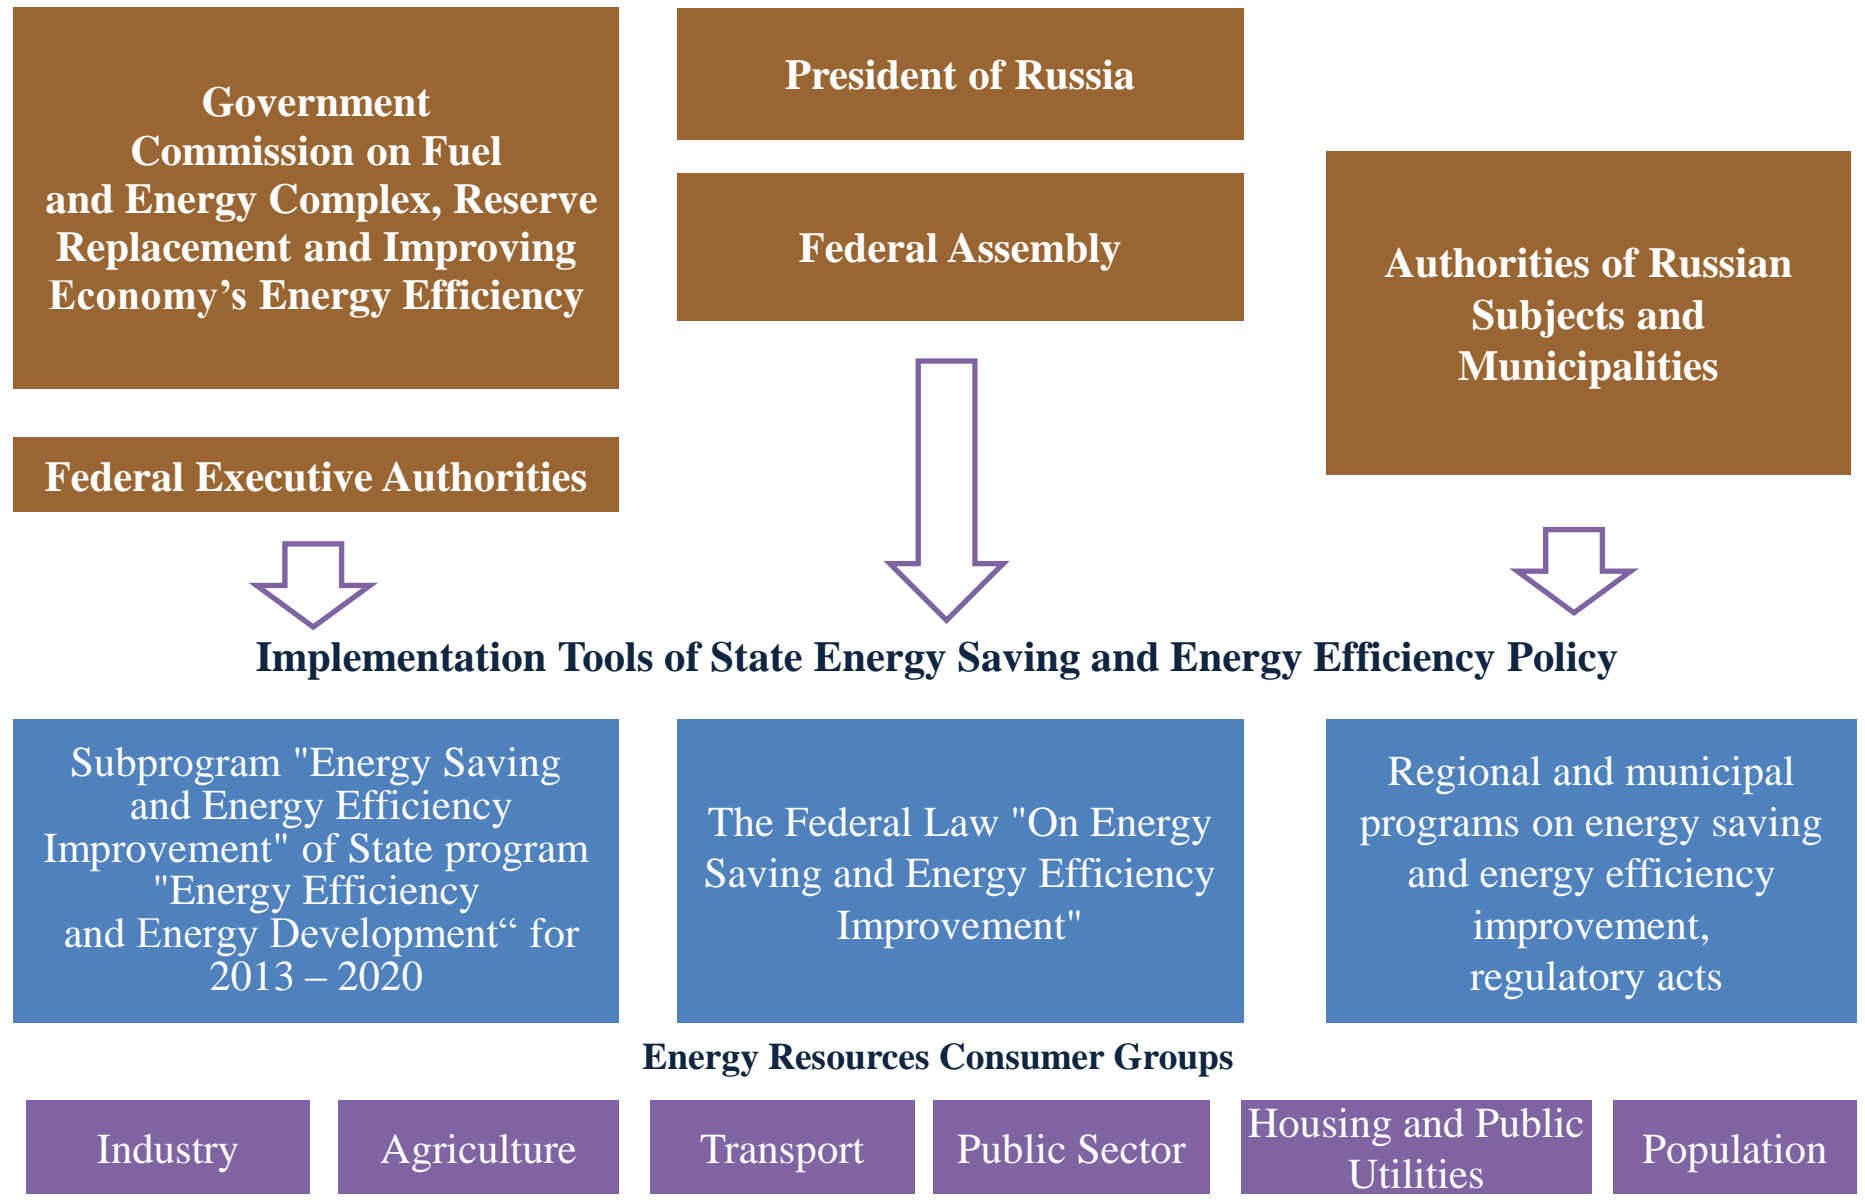 Government
Commission on Fuel
and Energy Complex, Reserve
Replacement and Improving
Economy’s Energy Efficiency
Federal Executive Authorities
President of Russia
Federal Assembly
Authorities of Russian
Subjects and
Municipalities
Implementation Tools of State Energy Saving and Energy Efficiency Policy
Subprogram "Energy Saving
and Energy Efficiency
Improvement" of State program
"Energy Efficiency
and Energy Development“ for
2013 – 2020
The Federal Law "On Energy
Saving and Energy Efficiency
Improvement"
Regional and municipal
programs on energy saving
and energy efficiency
improvement,
regulatory acts
Energy Resources Consumer Groups
Industry
Agriculture
Transport
Public Sector
Housing and Public
Utilities
Population